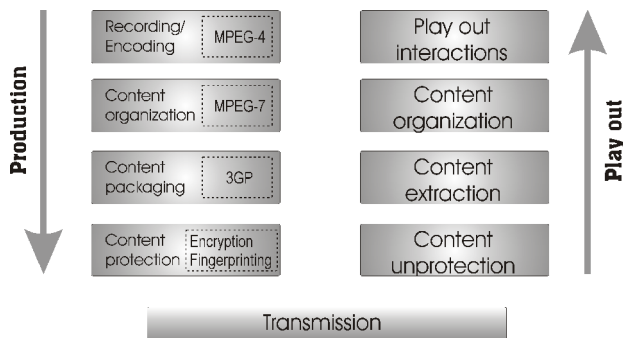 Production
Recording/
Encoding
MPEG-4
Content
organization
MPEG-7
Content
packaging
3GP
Content
protection
Encryption
Fingerprinting
Play out
interactions
Content
organization
Content
extraction
Content
unprotection
Play out
Transmission